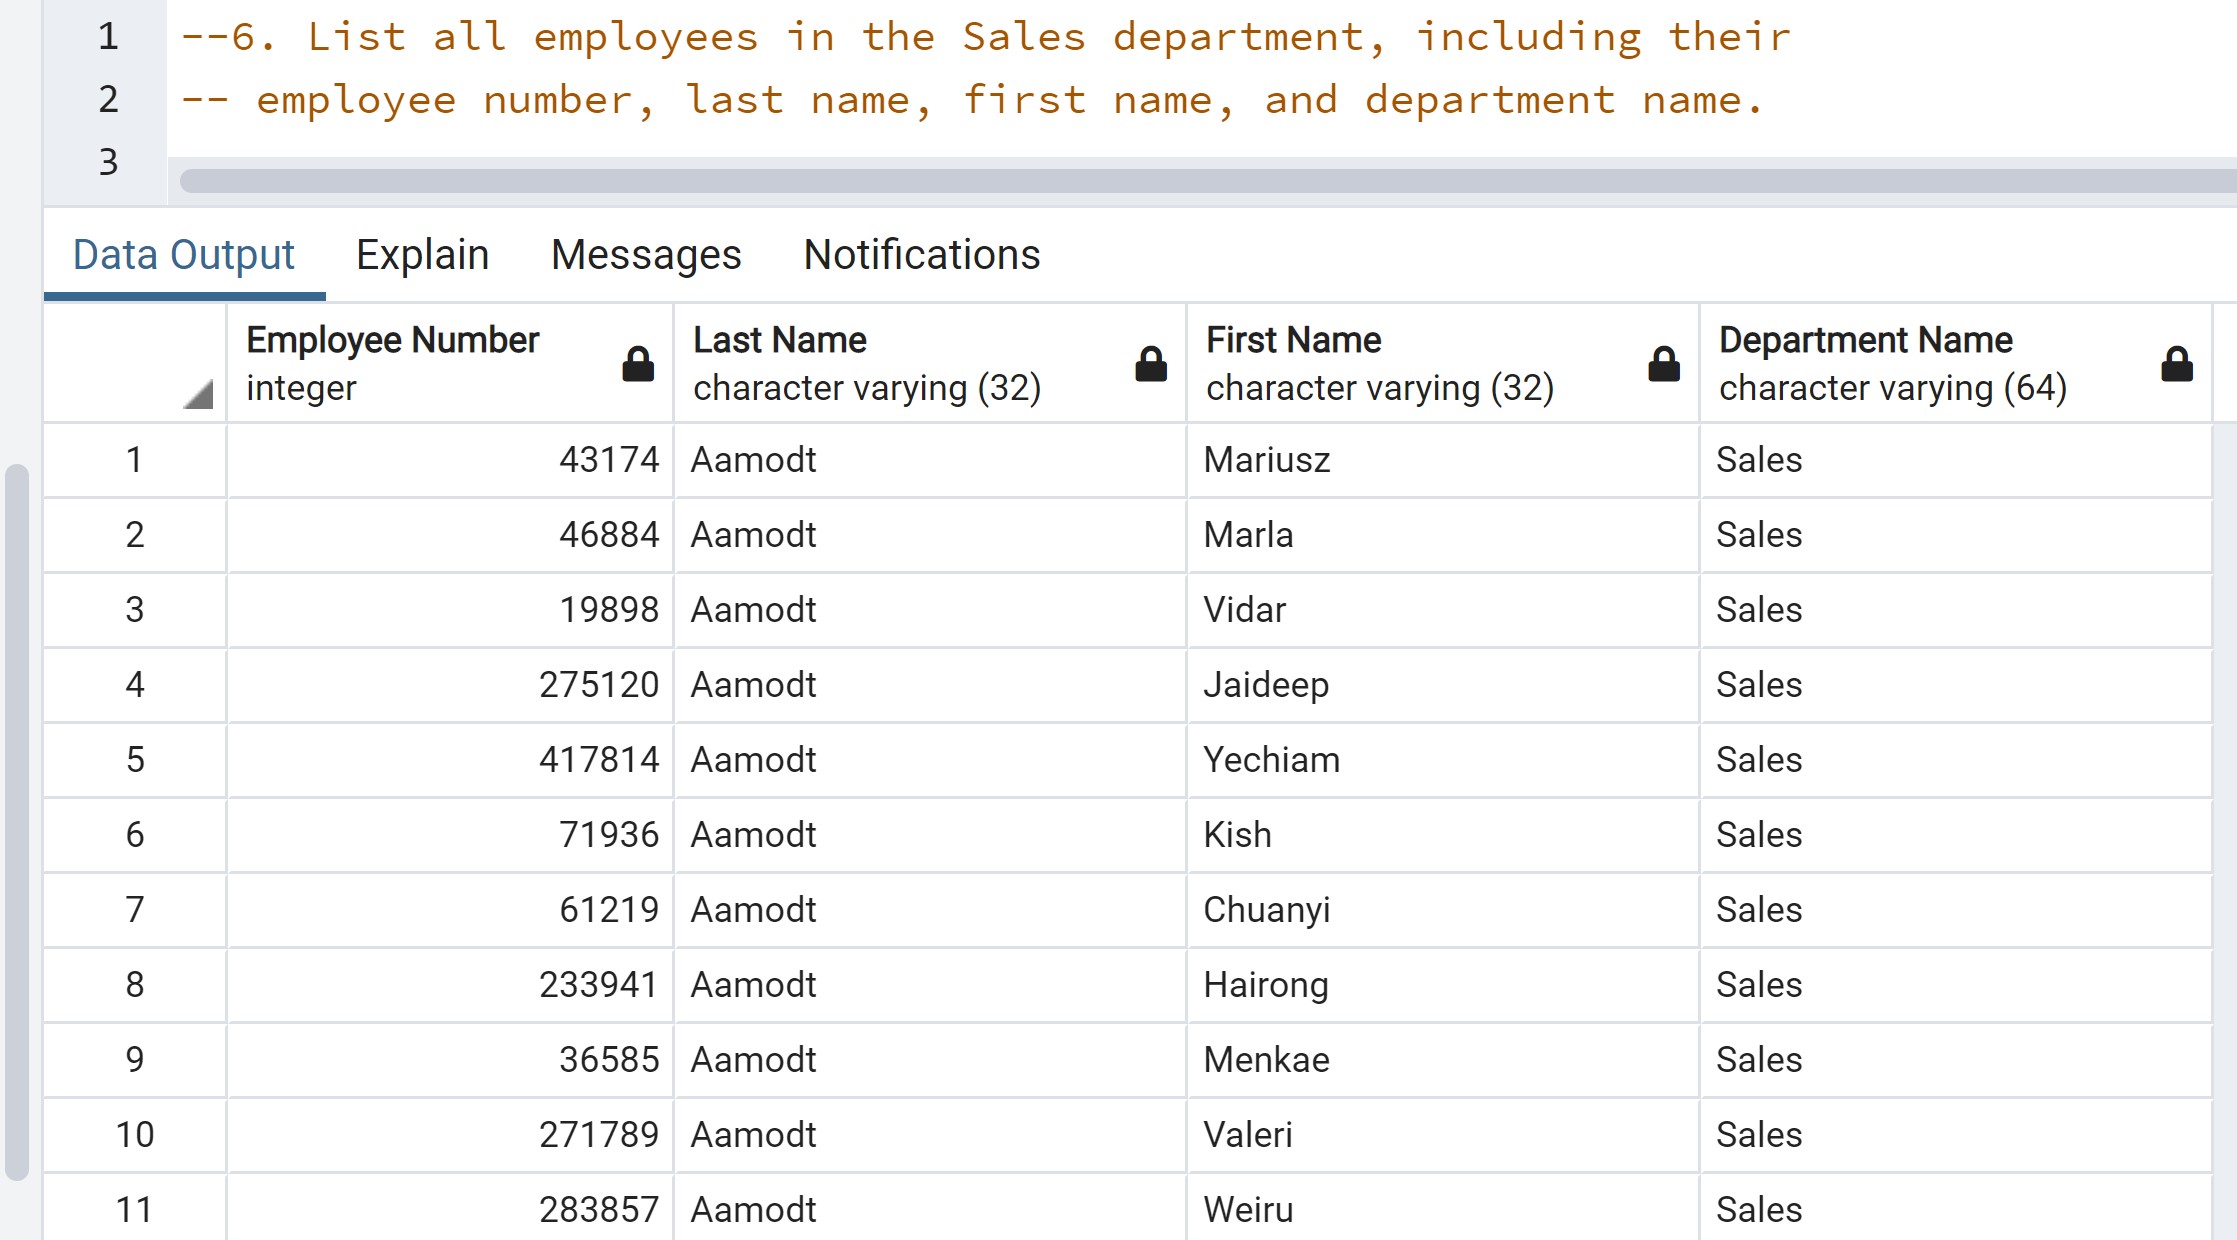 1 --6. List all employees in the Sales department, including their
2 -- employee number, last name, first name, and department name.
3
Data Output Explain Messages Notifications
Employee Number Last Name First Name Department Name
integer character varying (32) character varying (32) character varying (64)
1 43174 Aamodt Mariusz Sales
2 46884 Aamodt Marla Sales
3 19898 Aamodt Vidar Sales
4 275120 Aamodt Jaideep Sales
5 417814 Aamodt Yechiam Sales
6 71936 Aamodt Kish Sales
7 61219 Aamodt Chuanyi Sales
8 233941 Aamodt Hairong Sales
9 36585 Aamodt Menkae Sales
10 271789 Aamodt Valeri Sales
11 283857 Aamodt Weiru Sales